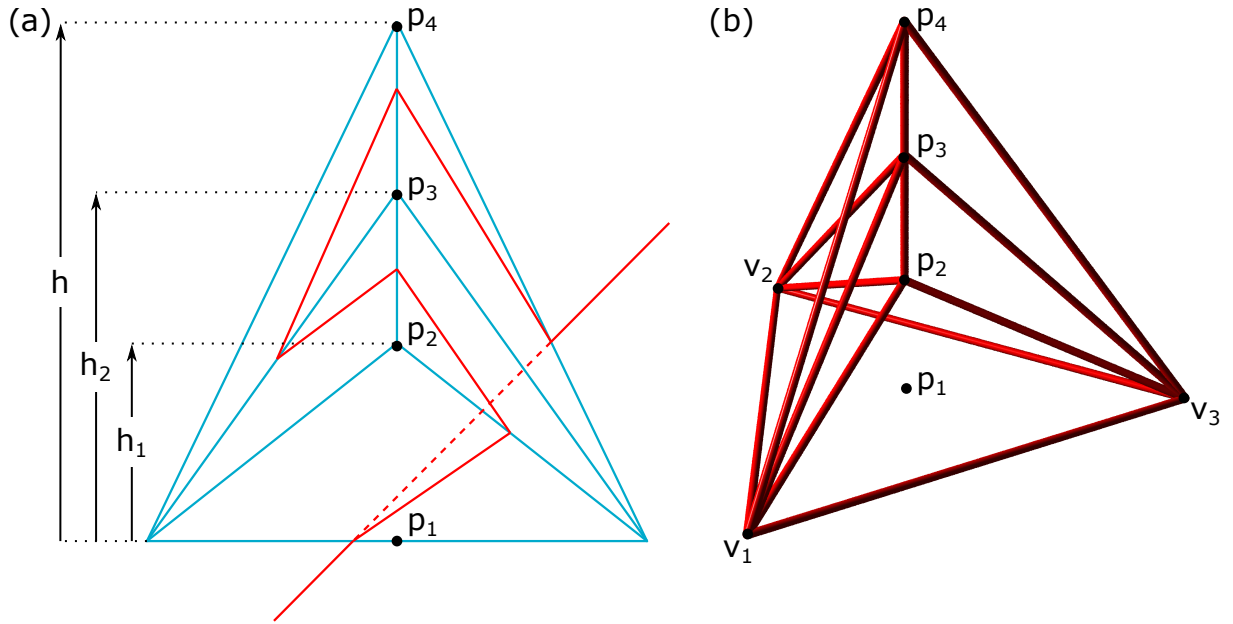 (a)
p₄
h
p₃
h₂
p₂
h₁
p₁
(b)
p₄
p₃
v₂
p₂
p₁
v₃
v₁